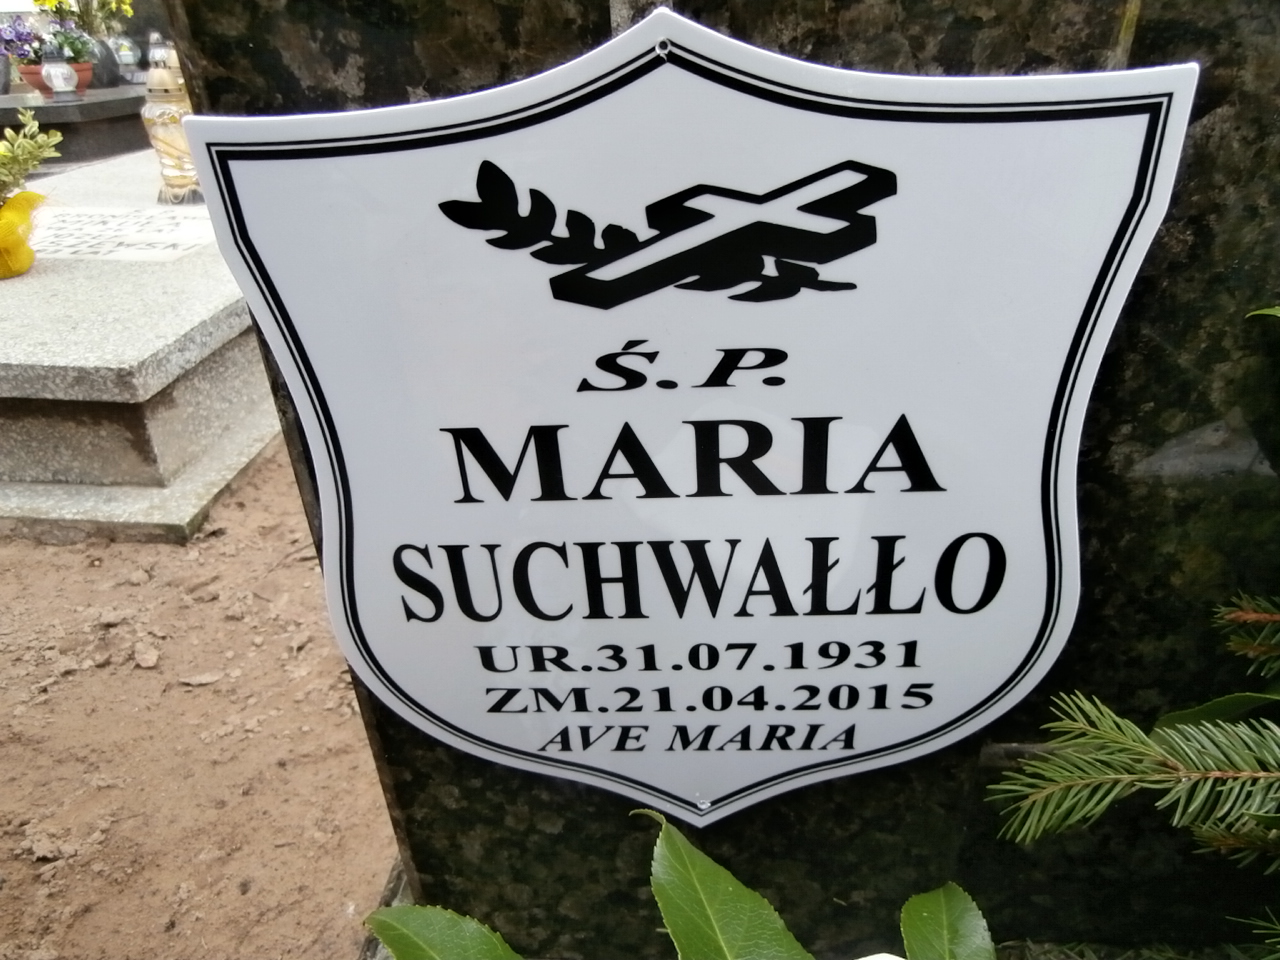 Ś. P.
MARIA
SUCHWAŁŁO
UR.31.07.1931
ZM.21.04.2015
AVE MARIA